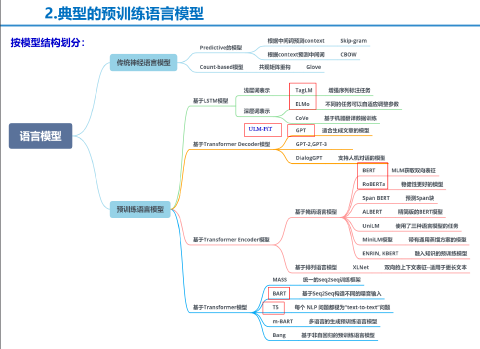 2.典型的预训练语言模型
按模型结构划分：
语言模型
传统神经语言模型
Predictive的模型
根据中间词预测context Skip-gram
根据context预测中间词 CBOW
Count-based模型 共现矩阵重构 Glove
预训练语言模型
基于LSTM模型
浅层词表示 TagLM 增强序列标注任务
深层词表示
ELMo 不同的任务可以自适应调整参数
CoVe 基于机器翻译数据训练
ULM-FiT
基于Transformer Decoder模型
GPT 适合生成文章的模型
GPT-2,GPT-3
DialogGPT 支持人机对话的模型
基于Transformer Encoder模型
基于掩码语言模型
BERT MLM获取双向表征
RoBERTa 稳健性更好的模型
Span BERT 预测Span块
ALBERT 精简版的BERT模型
UniLM 使用了三种语言模型的任务
MiniLM模型 带有通用蒸馏方案的模型
ENRIN, KBERT 融入知识的预训练模型
基于排列语言模型 XLNet 双向的上下文表征--适用于更长文本
基于Transformer模型
MASS 统一的seq2seq训练框架
BART 基于Seq2Seq构造不同的噪音输入
T5 每个 NLP 问题都视为“text-to-text”问题
m-BART 多语言的生成预训练语言模型
Bang 基于非自回归的预训练语言模型